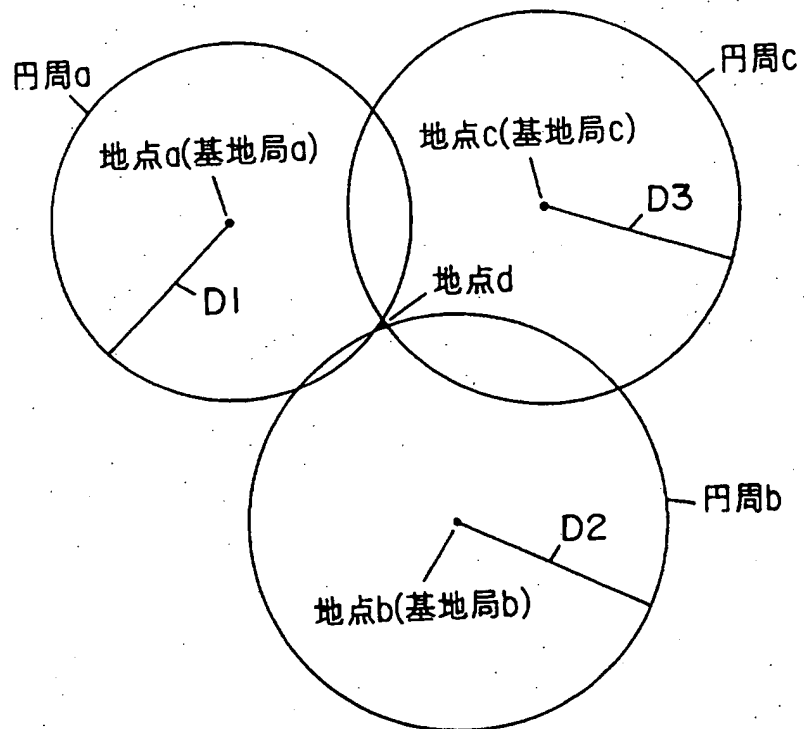 円周a
円周c
地点a(基地局a)
地点c(基地局c)
D3
地点d
D1
円周b
D2
地点b(基地局b)